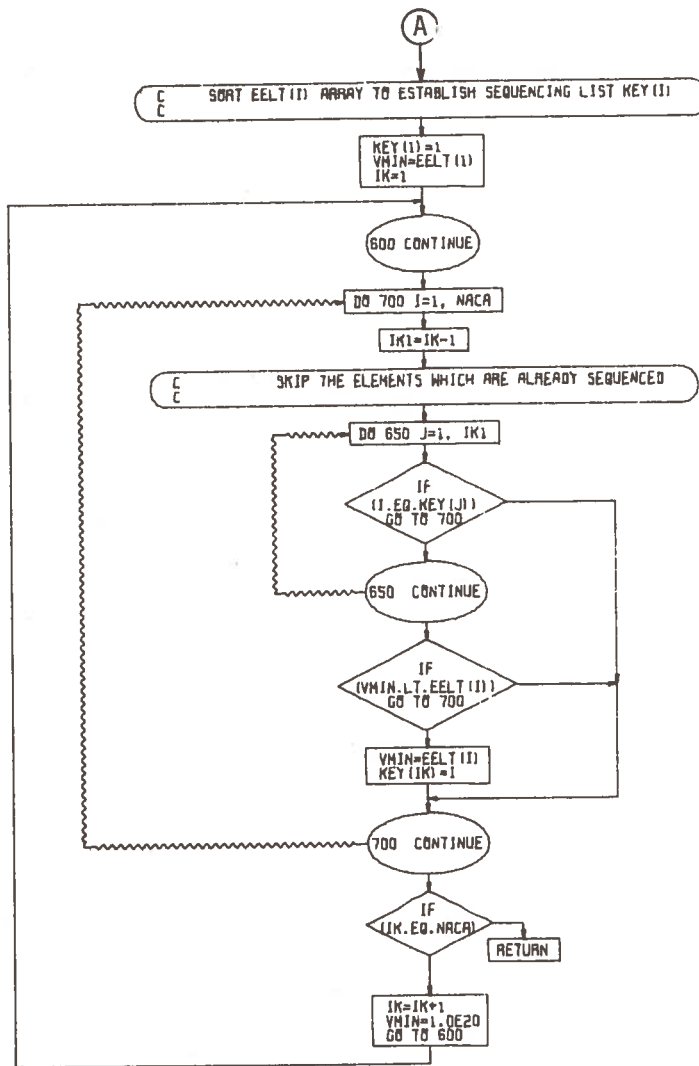 A
C SORT EELT(I) ARRAY TO ESTABLISH SEQUENCING LIST KEY(I)
C
KEY(1)=1
VMIN=EELT(1)
IK=1
600 CONTINUE
DO 700 I=1, NACA
IK1=IK-1
C SKIP THE ELEMENTS WHICH ARE ALREADY SEQUENCED
C
DO 650 J=1, IK1
IF
(I.EQ.KEY(J))
GO TO 700
650 CONTINUE
IF
(VMIN.LT.EELT(I))
GO TO 700
VMIN=EELT(I)
KEY(IK)=I
700 CONTINUE
IF
(IK.EQ.NACA)
RETURN
IK=IK+1
VMIN=1.0E20
GO TO 600